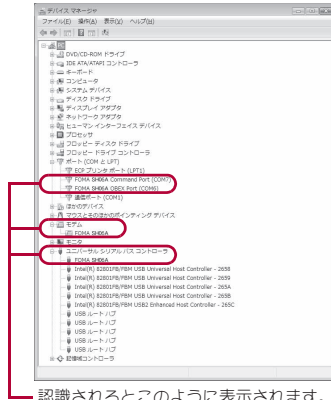 デバイス マネージャ
ファイル(F) 操作(A) 表示(V) ヘルプ(H)
DVD/CD-ROM ドライブ
IDE ATA/ATAPI コントローラ
キーボード
コンピュータ
システム デバイス
ディスク ドライブ
ディスプレイ アダプタ
ネットワーク アダプタ
ヒューマン インターフェイス デバイス
プロセッサ
フロッピー ディスク ドライブ
フロッピー ドライブ コントローラ
ポート (COM と LPT)
ECP プリンタ ポート (LPT1)
FOMA SH06A Command Port (COM7)
FOMA SH06A OBEX Port (COM6)
通信ポート (COM1)
ほかのデバイス
マウスとそのほかのポインティング デバイス
モデム
FOMA SH06A
モニタ
ユニバーサル シリアル バス コントローラ
FOMA SH06A
Intel(R) 82801FB/FBM USB Universal Host Controller - 2658
Intel(R) 82801FB/FBM USB Universal Host Controller - 2659
Intel(R) 82801FB/FBM USB Universal Host Controller - 265A
Intel(R) 82801FB/FBM USB Universal Host Controller - 265B
Intel(R) 82801FB/FBM USB2 Enhanced Host Controller - 265C
USB ルート ハブ
USB ルート ハブ
USB ルート ハブ
USB ルート ハブ
USB ルート ハブ
記憶域コントローラ
認識されるとこのように表示されます。